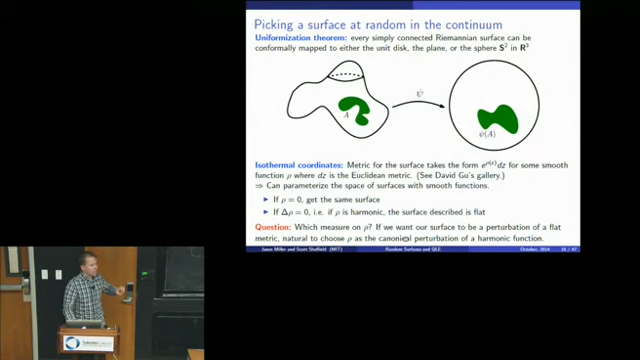 Picking a surface at random in the continuum
Uniformization theorem: every simply connected Riemannian surface can be
conformally mapped to either the unit disk, the plane, or the sphere S² in R³
ψ
A
ψ(A)
Isothermal coordinates: Metric for the surface takes the form e^ρ(z)dz for some smooth
function ρ where dz is the Euclidean metric. (See David Gu's gallery.)
⇒ Can parameterize the space of surfaces with smooth functions.
If ρ = 0, get the same surface
If Δρ = 0, i.e. if ρ is harmonic, the surface described is flat
Question: Which measure on ρ? If we want our surface to be a perturbation of a flat
metric, natural to choose ρ as the canonical perturbation of a harmonic function.
Jason Miller and Scott Sheffield (MIT)
Random Surfaces and QLE
October, 2014
/ 47